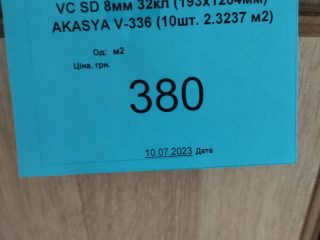 VC SD 8мм 32кл (193х1204мм)
AKASYA V-336 (10шт. 2.3237 м2)
Од: м2
Ціна, грн.
380
10.07.2023 Дата